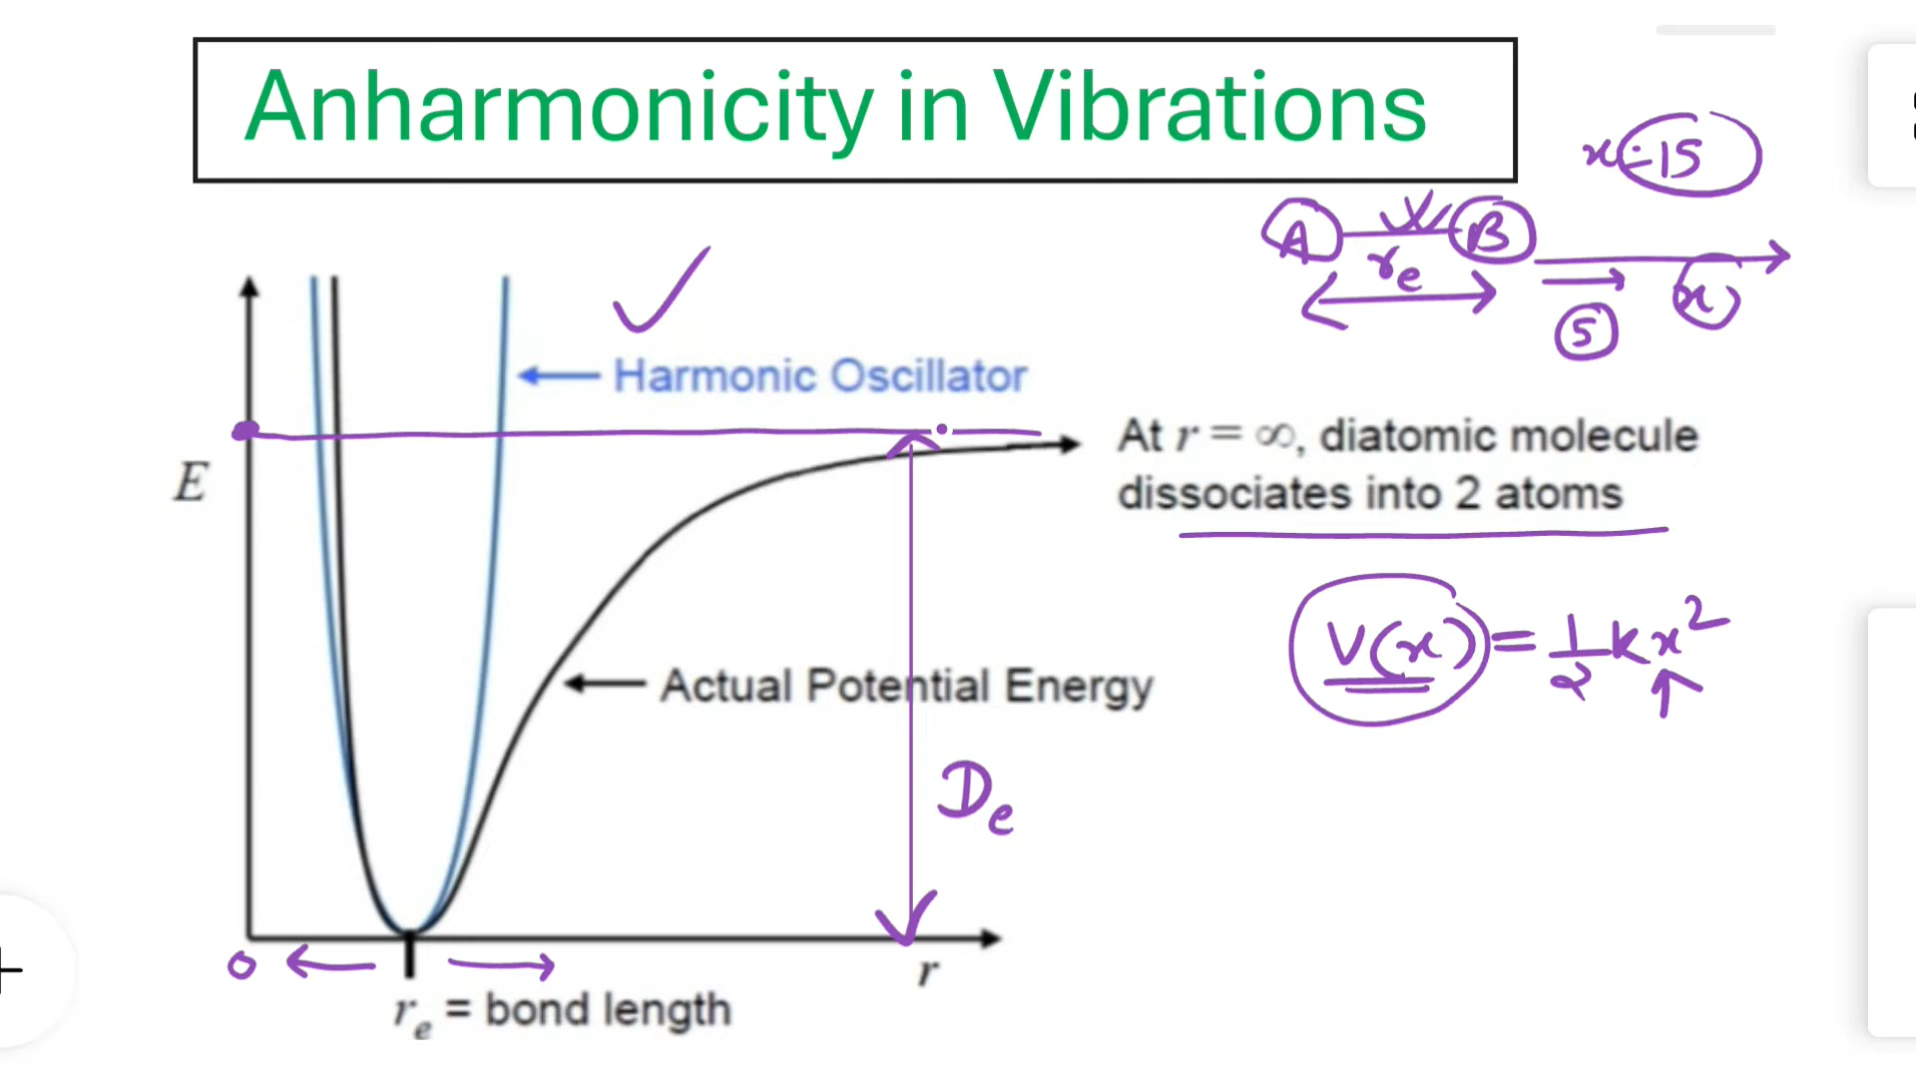 Anharmonicity in Vibrations
x=15
A B
re
5 x
Harmonic Oscillator
At r = ∞, diatomic molecule
dissociates into 2 atoms
E
V(x) = 1/2 kx²
Actual Potential Energy
De
0
r
re = bond length